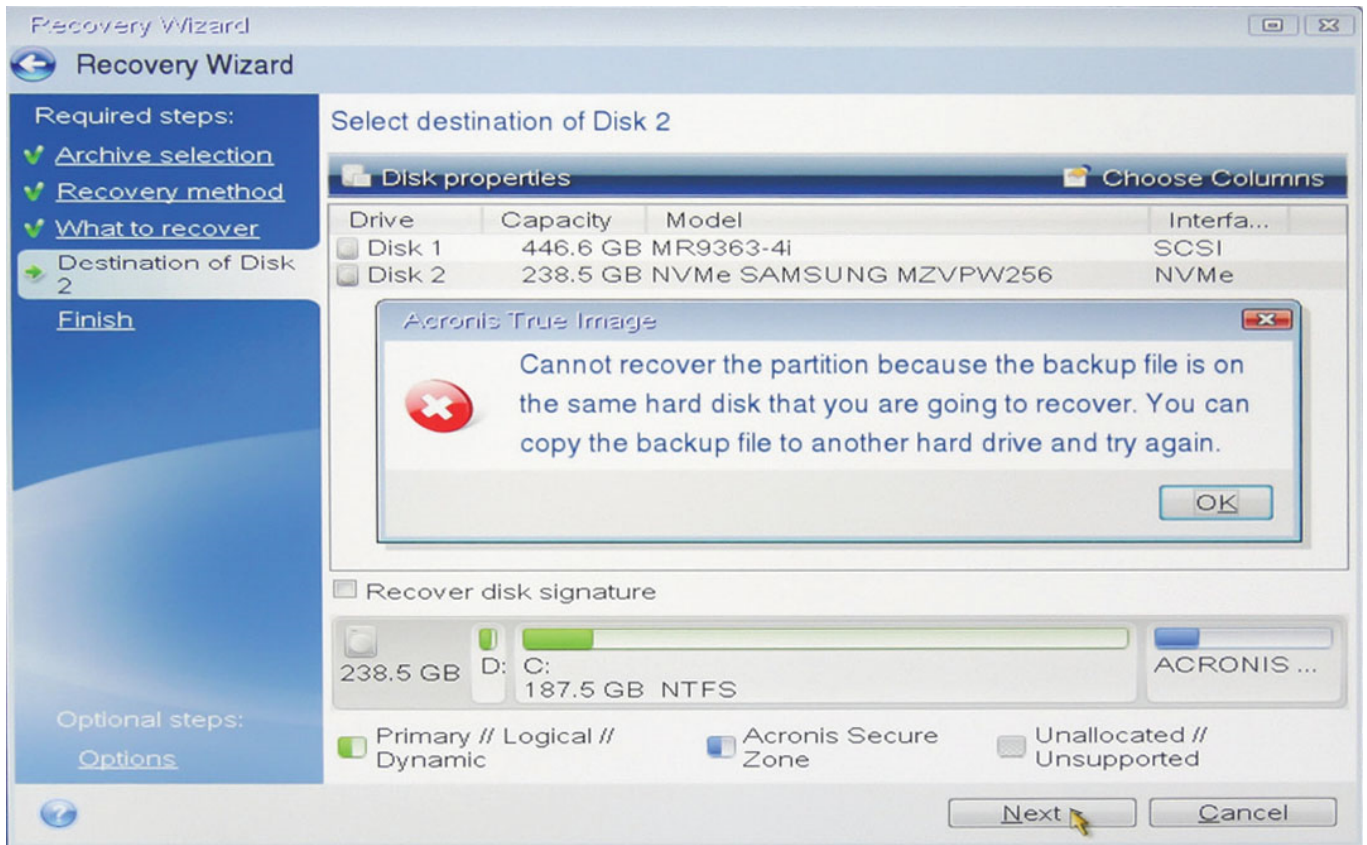 Recovery Wizard
Recovery Wizard
Required steps:
Archive selection
Recovery method
What to recover
Destination of Disk
2
Finish
Optional steps:
Options
Select destination of Disk 2
Disk properties
Choose Columns
Drive Capacity Model Interfa...
Disk 1 446.6 GB MR9363-4i SCSI
Disk 2 238.5 GB NVMe SAMSUNG MZVPW256 NVMe
Acronis True Image
Cannot recover the partition because the backup file is on
the same hard disk that you are going to recover. You can
copy the backup file to another hard drive and try again.
OK
Recover disk signature
238.5 GB
D:
C:
187.5 GB NTFS
ACRONIS ...
Primary // Logical //
Dynamic
Acronis Secure
Zone
Unallocated //
Unsupported
Next
Cancel